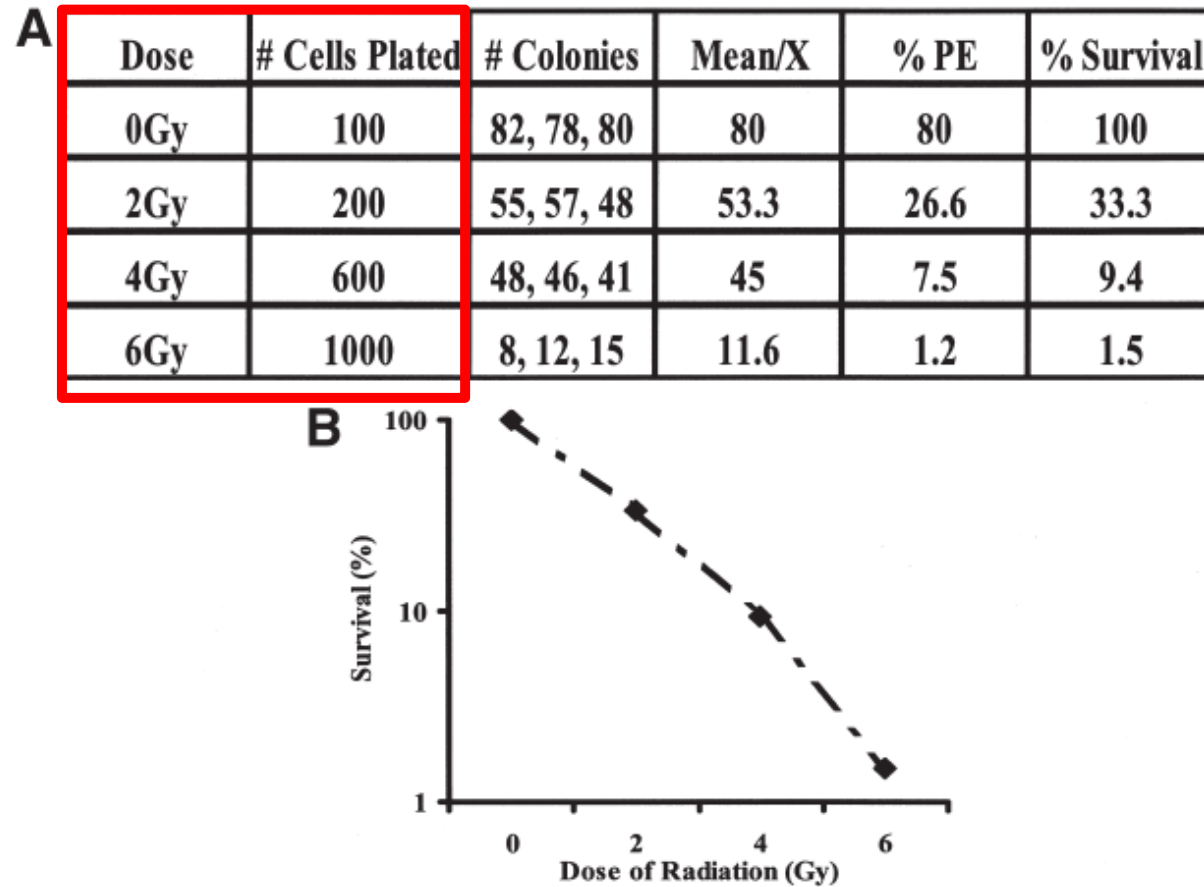 A
Dose # Cells Plated # Colonies Mean/X % PE % Survival
0Gy 100 82, 78, 80 80 80 100
2Gy 200 55, 57, 48 53.3 26.6 33.3
4Gy 600 48, 46, 41 45 7.5 9.4
6Gy 1000 8, 12, 15 11.6 1.2 1.5
B
100
10
1
Survival (%)
0 2 4 6
Dose of Radiation (Gy)